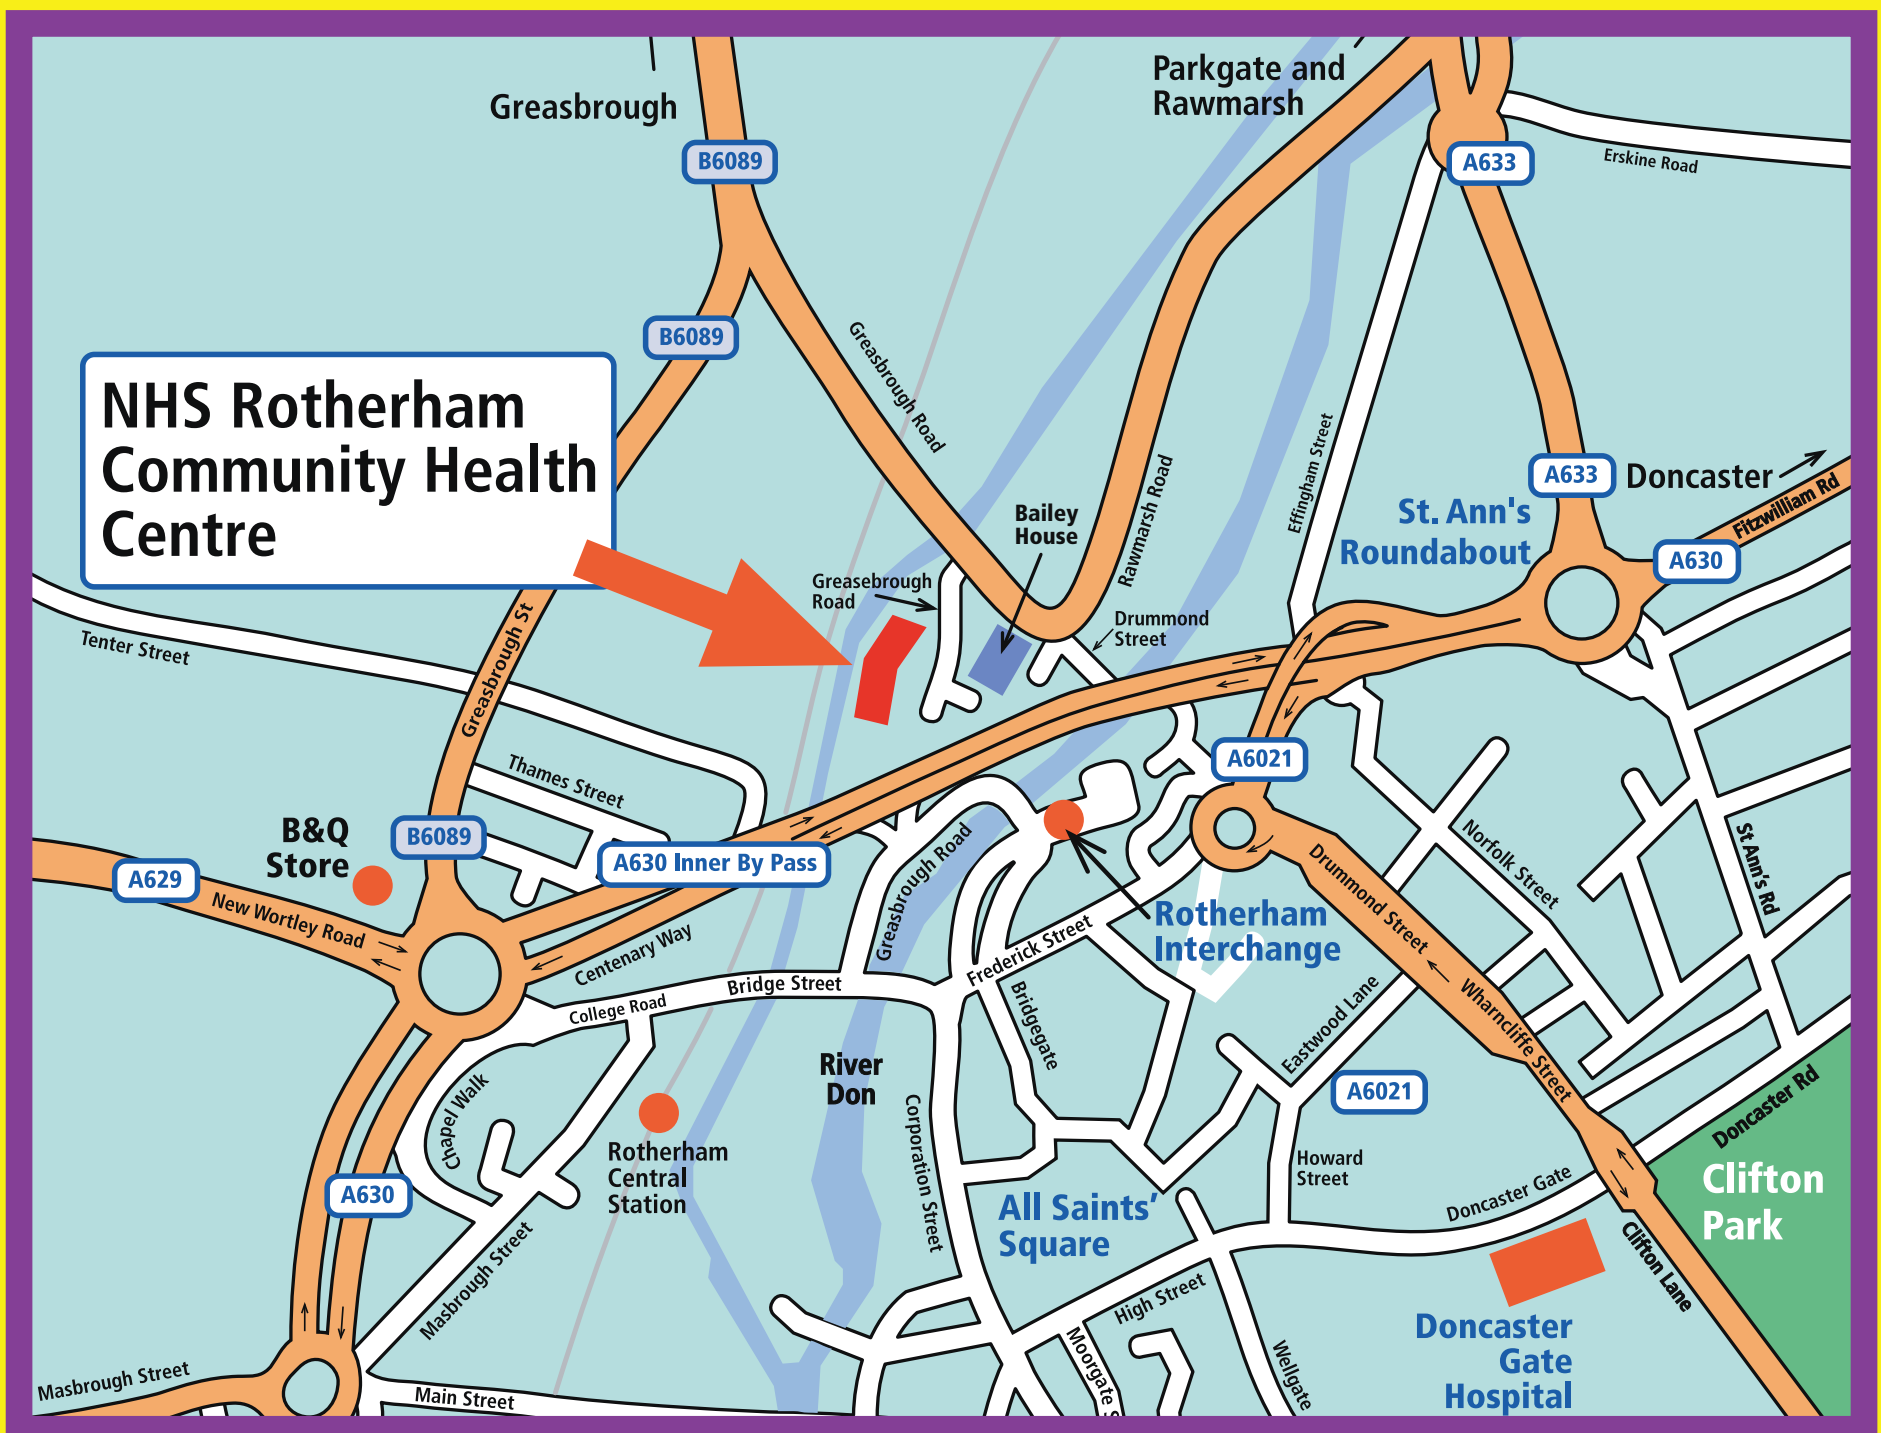 Greasbrough
Parkgate and
Rawmarsh
B6089
A633
Erskine Road
B6089
Greasbrough Road
NHS Rotherham
Community Health
Centre
Effingham Street
Rawmarsh Road
A633
Doncaster
Fitzwilliam Rd
St. Ann's
Roundabout
A630
Bailey
House
Greasebrough
Road
Drummond
Street
Tenter Street
Greasbrough St
Thames Street
A6021
B&Q
Store
B6089
A630 Inner By Pass
A629
New Wortley Road
Centenary Way
Greasbrough Road
Norfolk Street
St Ann's Rd
Drummond Street
Rotherham
Interchange
Frederick Street
Bridge Street
College Road
Bridgegate
Eastwood Lane
Wharncliffe Street
River
Don
A6021
Chapel Walk
Corporation Street
Doncaster Rd
Rotherham
Central
Station
Howard
Street
A630
All Saints’
Square
Doncaster Gate
Clifton
Park
Clifton Lane
Masbrough Street
High Street
Doncaster
Gate
Hospital
Moorgate S
Wellgate
Masbrough Street
Main Street